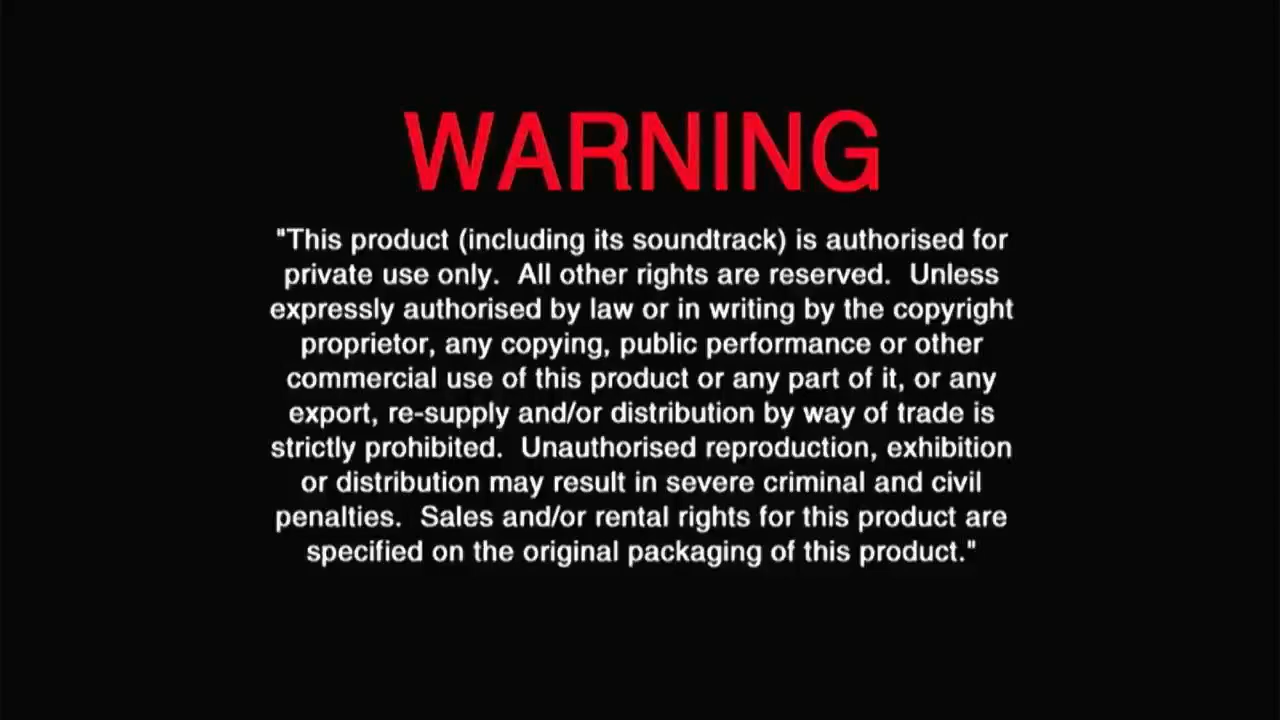 WARNING
"This product (including its soundtrack) is authorised for
private use only.  All other rights are reserved.  Unless
expressly authorised by law or in writing by the copyright
proprietor, any copying, public performance or other
commercial use of this product or any part of it, or any
export, re-supply and/or distribution by way of trade is
strictly prohibited.  Unauthorised reproduction, exhibition
or distribution may result in severe criminal and civil
penalties.  Sales and/or rental rights for this product are
specified on the original packaging of this product."